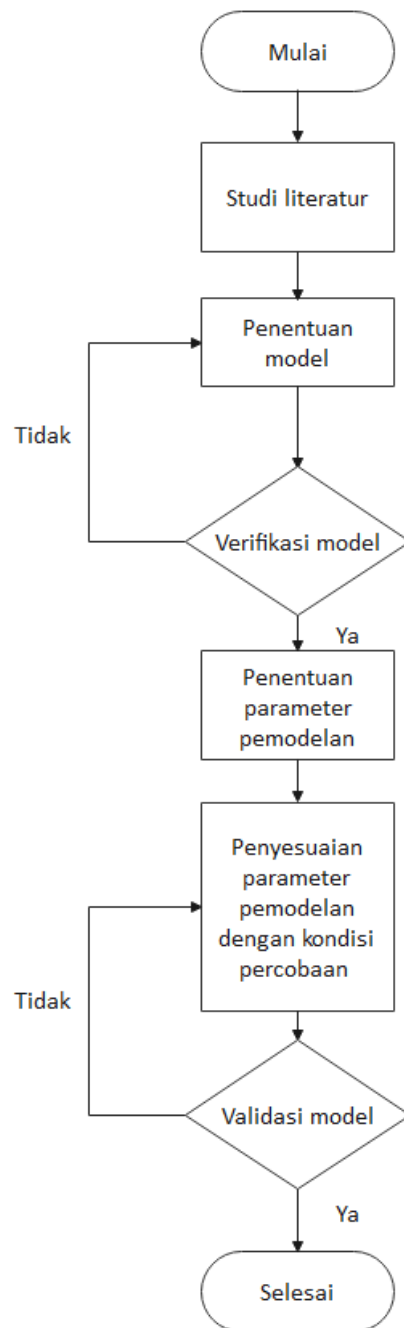 Mulai
Studi literatur
Penentuan
model
Tidak
Verifikasi model
Ya
Penentuan
parameter
pemodelan
Penyesuaian
parameter
pemodelan
dengan kondisi
percobaan
Tidak
Validasi model
Ya
Selesai